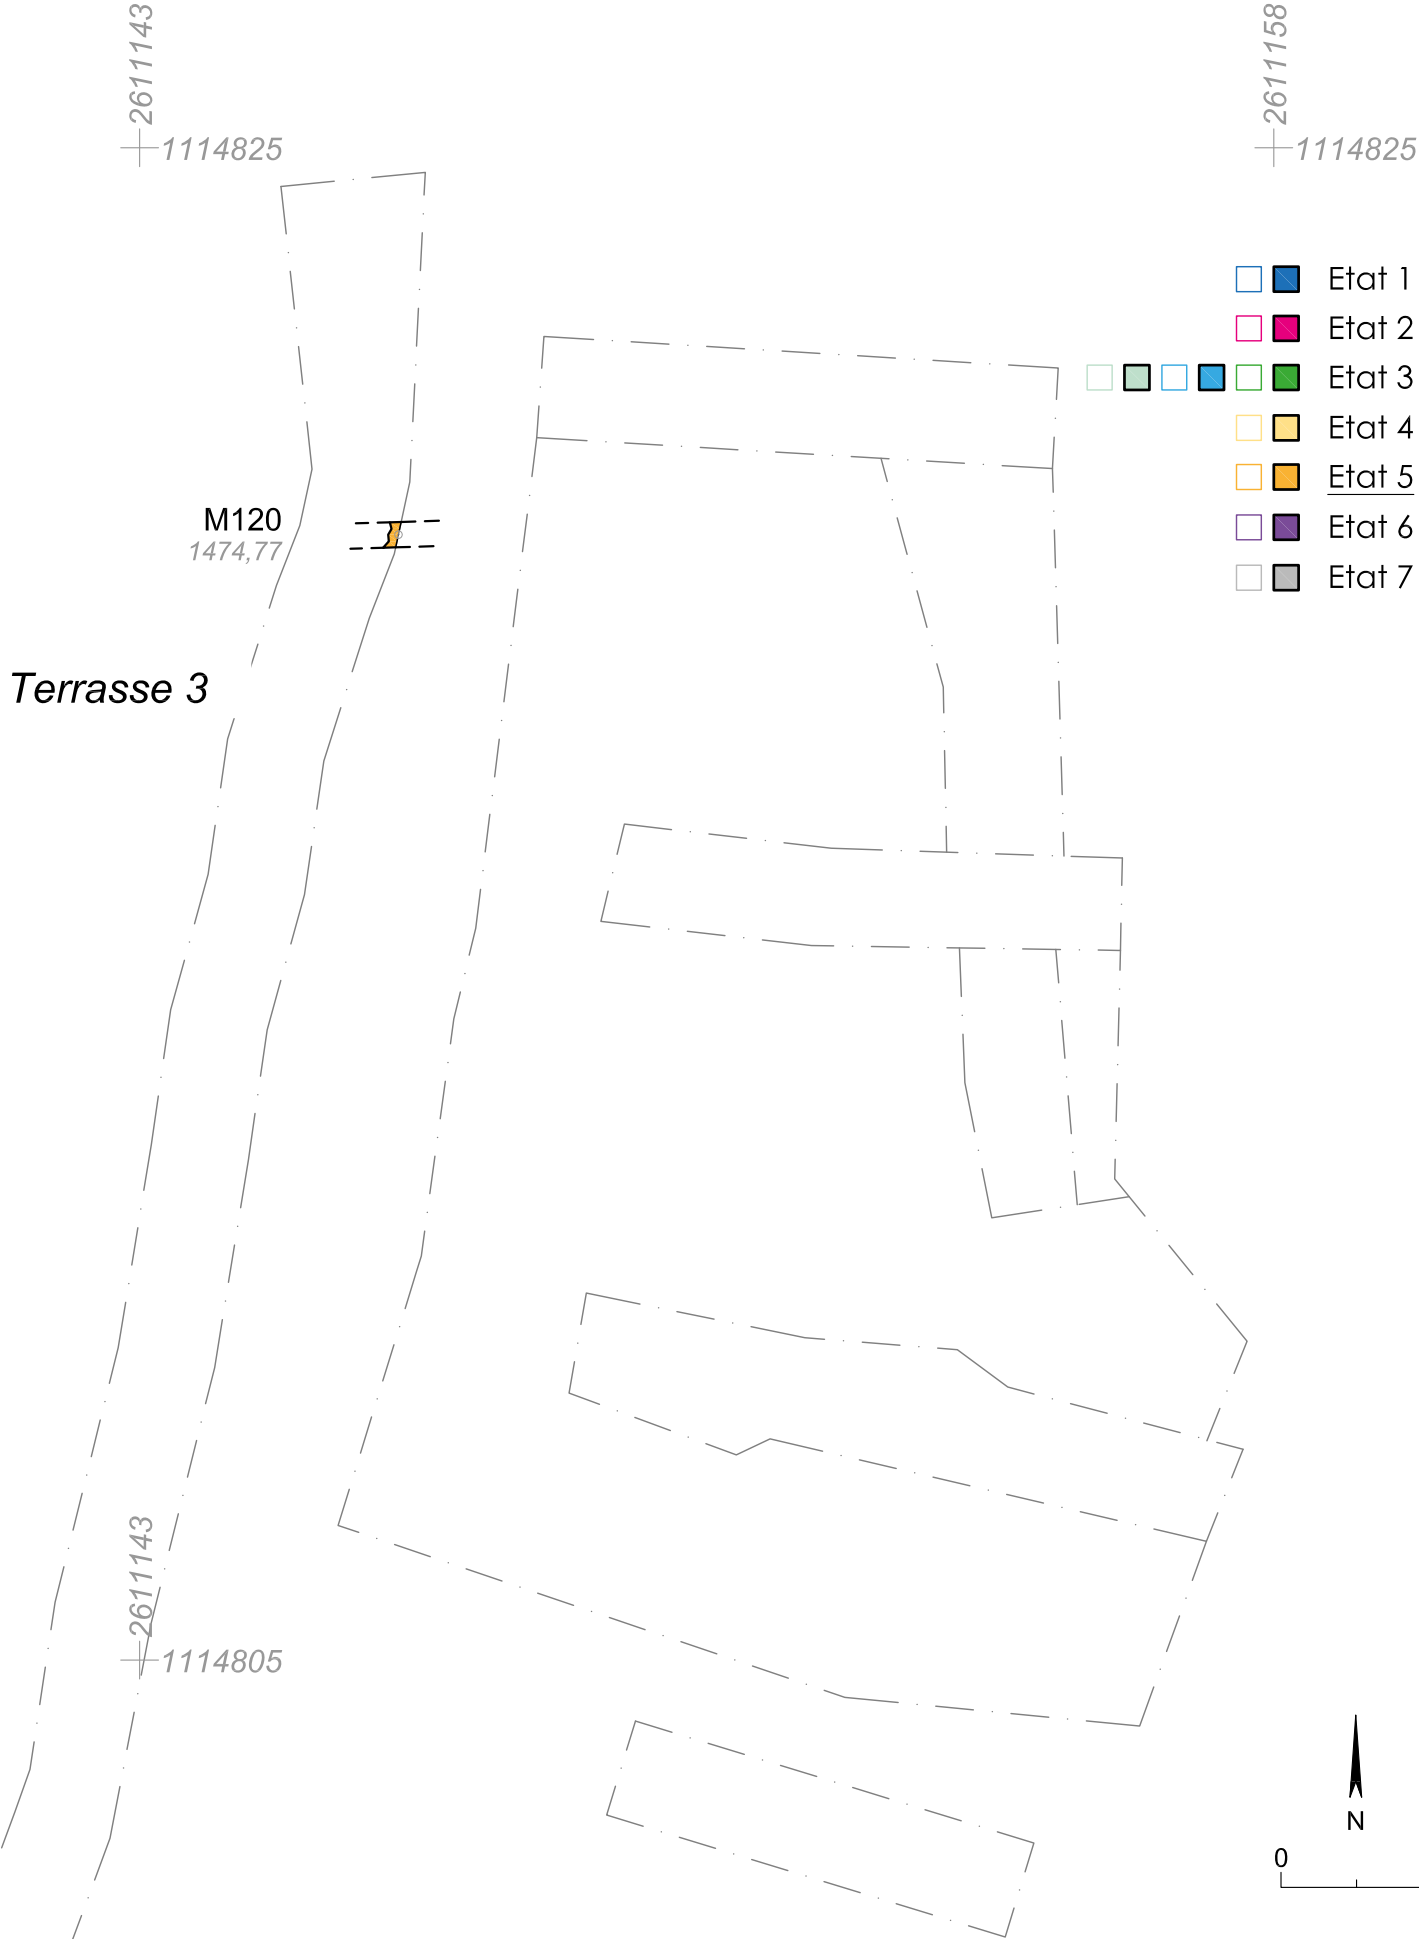 2611143
2611158
1114825
1114825
Etat 1
Etat 2
Etat 3
Etat 4
Etat 5
Etat 6
Etat 7
M120
1474,77
Terrasse 3
2611143
1114805
N
0